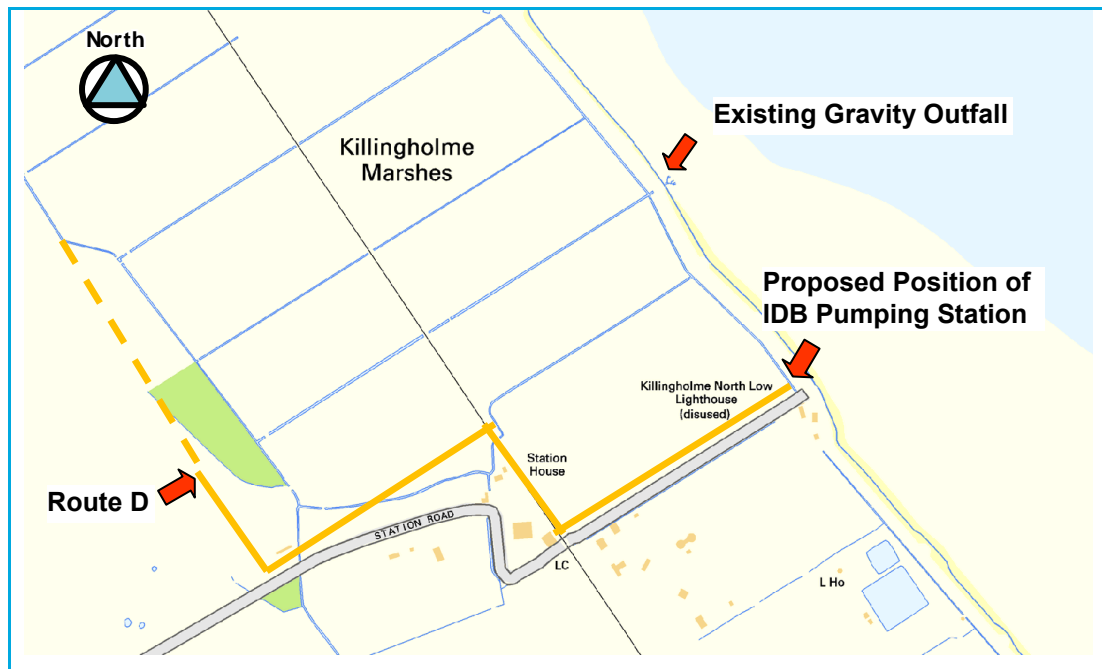 North
Existing Gravity Outfall
Killingholme
Marshes
Proposed Position of
IDB Pumping Station
Killingholme North Low
Lighthouse
(disused)
Station
House
Route D
STATION ROAD
LC
L Ho